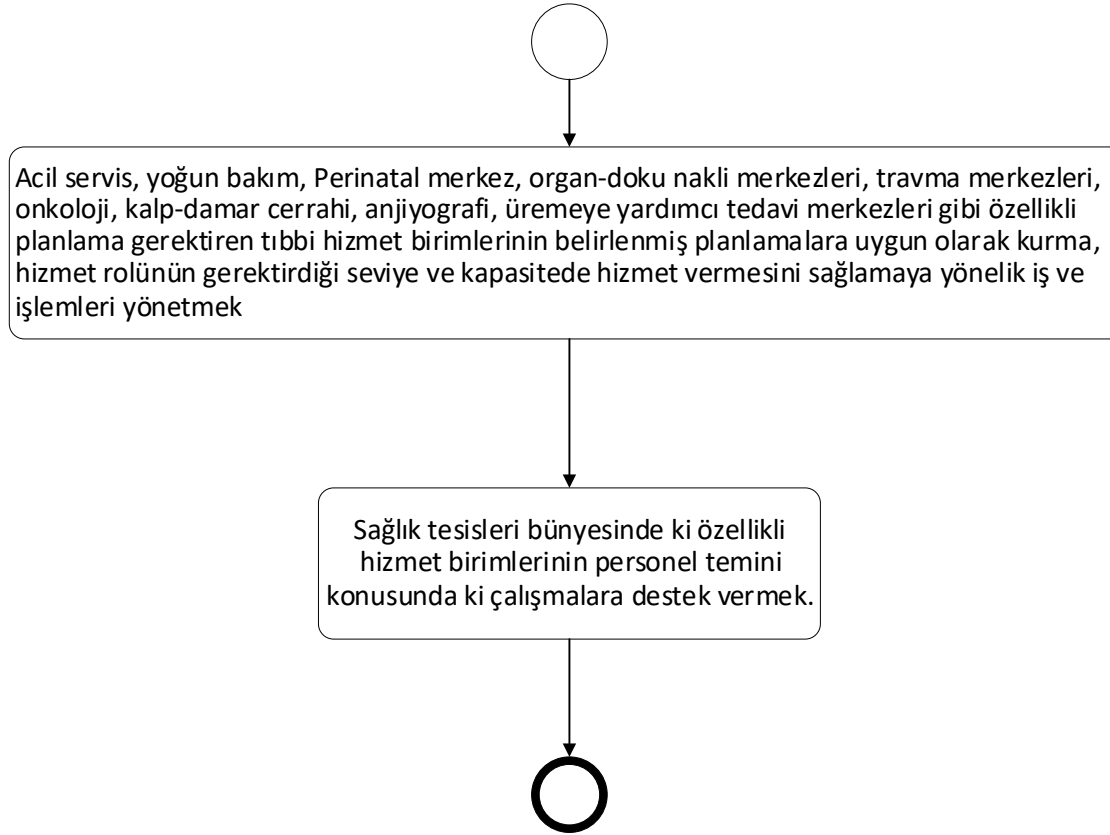 Acil servis, yoğun bakım, Perinatal merkez, organ-doku nakli merkezleri, travma merkezleri,
onkoloji, kalp-damar cerrahi, anjiyografi, üremeye yardımcı tedavi merkezleri gibi özellikli
planlama gerektiren tıbbi hizmet birimlerinin belirlenmiş planlamalara uygun olarak kurma,
hizmet rolünün gerektirdiği seviye ve kapasitede hizmet vermesini sağlamaya yönelik iş ve
işlemleri yönetmek
Sağlık tesisleri bünyesinde ki özellikli
hizmet birimlerinin personel temini
konusunda ki çalışmalara destek vermek.